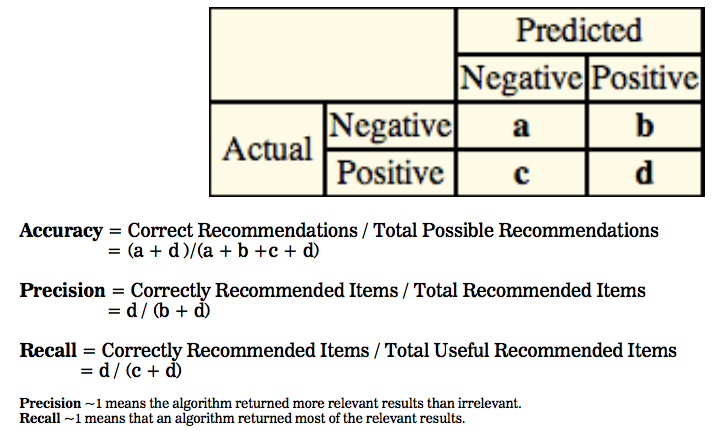 Predicted
Negative Positive
Actual Negative a b
Positive c d
Accuracy = Correct Recommendations / Total Possible Recommendations
= (a + d )/(a + b +c + d)
Precision = Correctly Recommended Items / Total Recommended Items
= d / (b + d)
Recall = Correctly Recommended Items / Total Useful Recommended Items
= d / (c + d)
Precision ~1 means the algorithm returned more relevant results than irrelevant.
Recall ~1 means that an algorithm returned most of the relevant results.